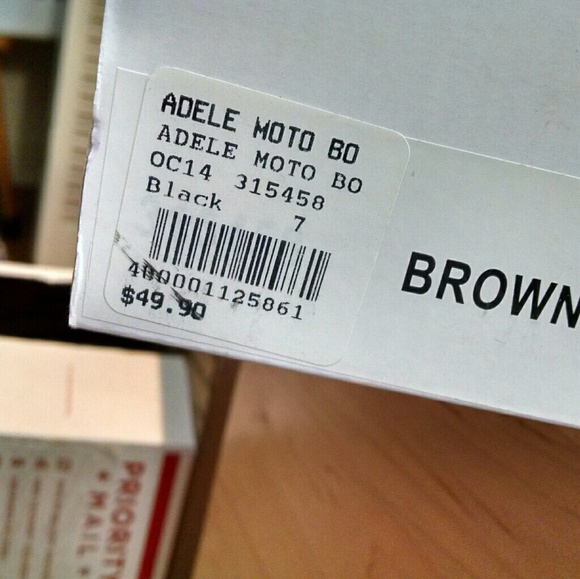 ADELE MOTO BO
ADELE MOTO BO
OC14 315458
Black 7
400001125861
$49.90
BROWN
PRIORITY
MAIL